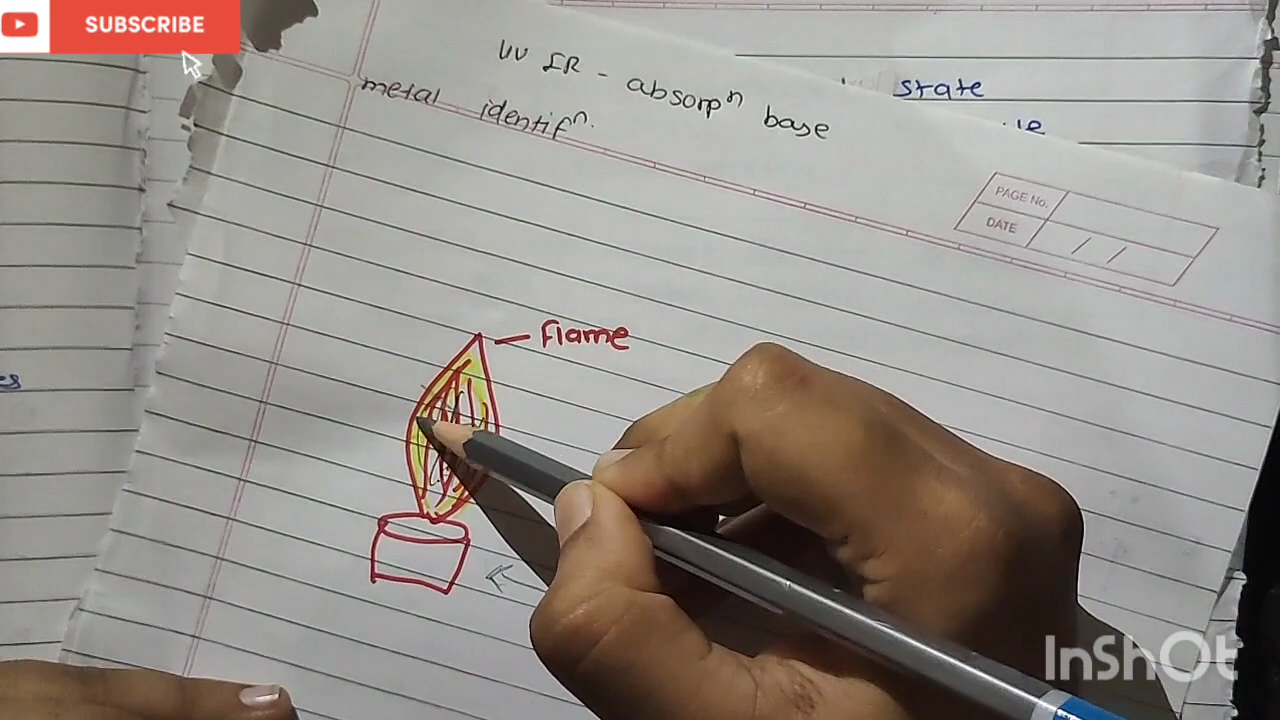 SUBSCRIBE
UV IR - absorpⁿ base
metal identifⁿ.
state
PAGE No.
DATE / /
Flame
InShOt